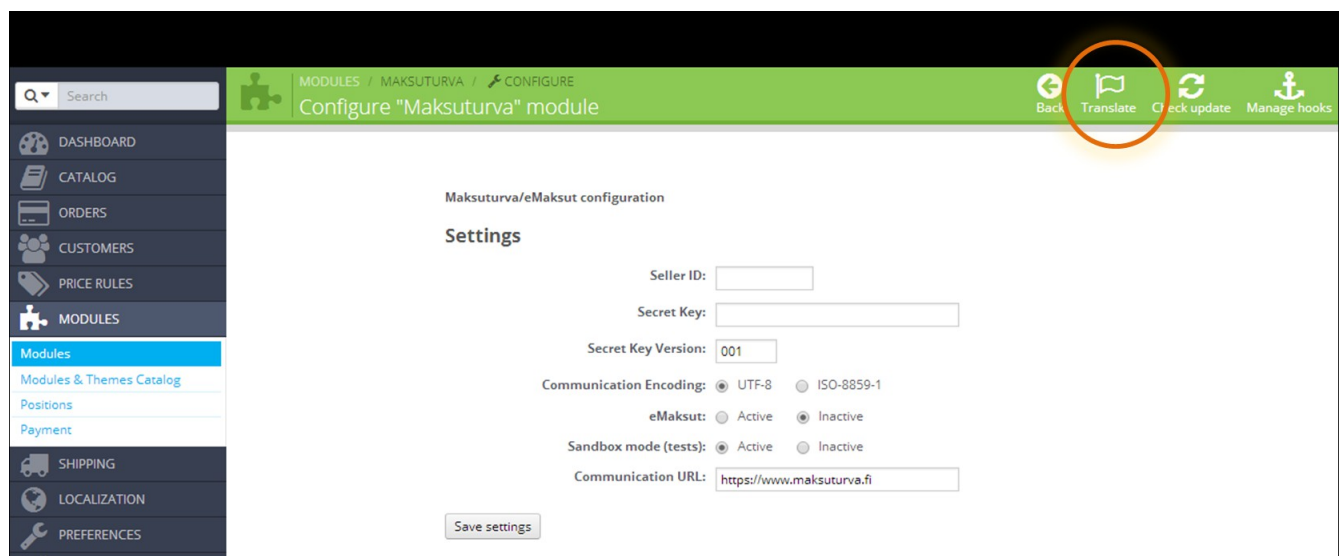 Search
MODULES / MAKSUTURVA / CONFIGURE
Configure "Maksuturva" module
Back
Translate
Check update
Manage hooks
DASHBOARD
CATALOG
ORDERS
CUSTOMERS
PRICE RULES
MODULES
Modules
Modules & Themes Catalog
Positions
Payment
SHIPPING
LOCALIZATION
PREFERENCES
Maksuturva/eMaksut configuration
Settings
Seller ID:
Secret Key:
Secret Key Version: 001
Communication Encoding: UTF-8 ISO-8859-1
eMaksut: Active Inactive
Sandbox mode (tests): Active Inactive
Communication URL: https://www.maksuturva.fi
Save settings